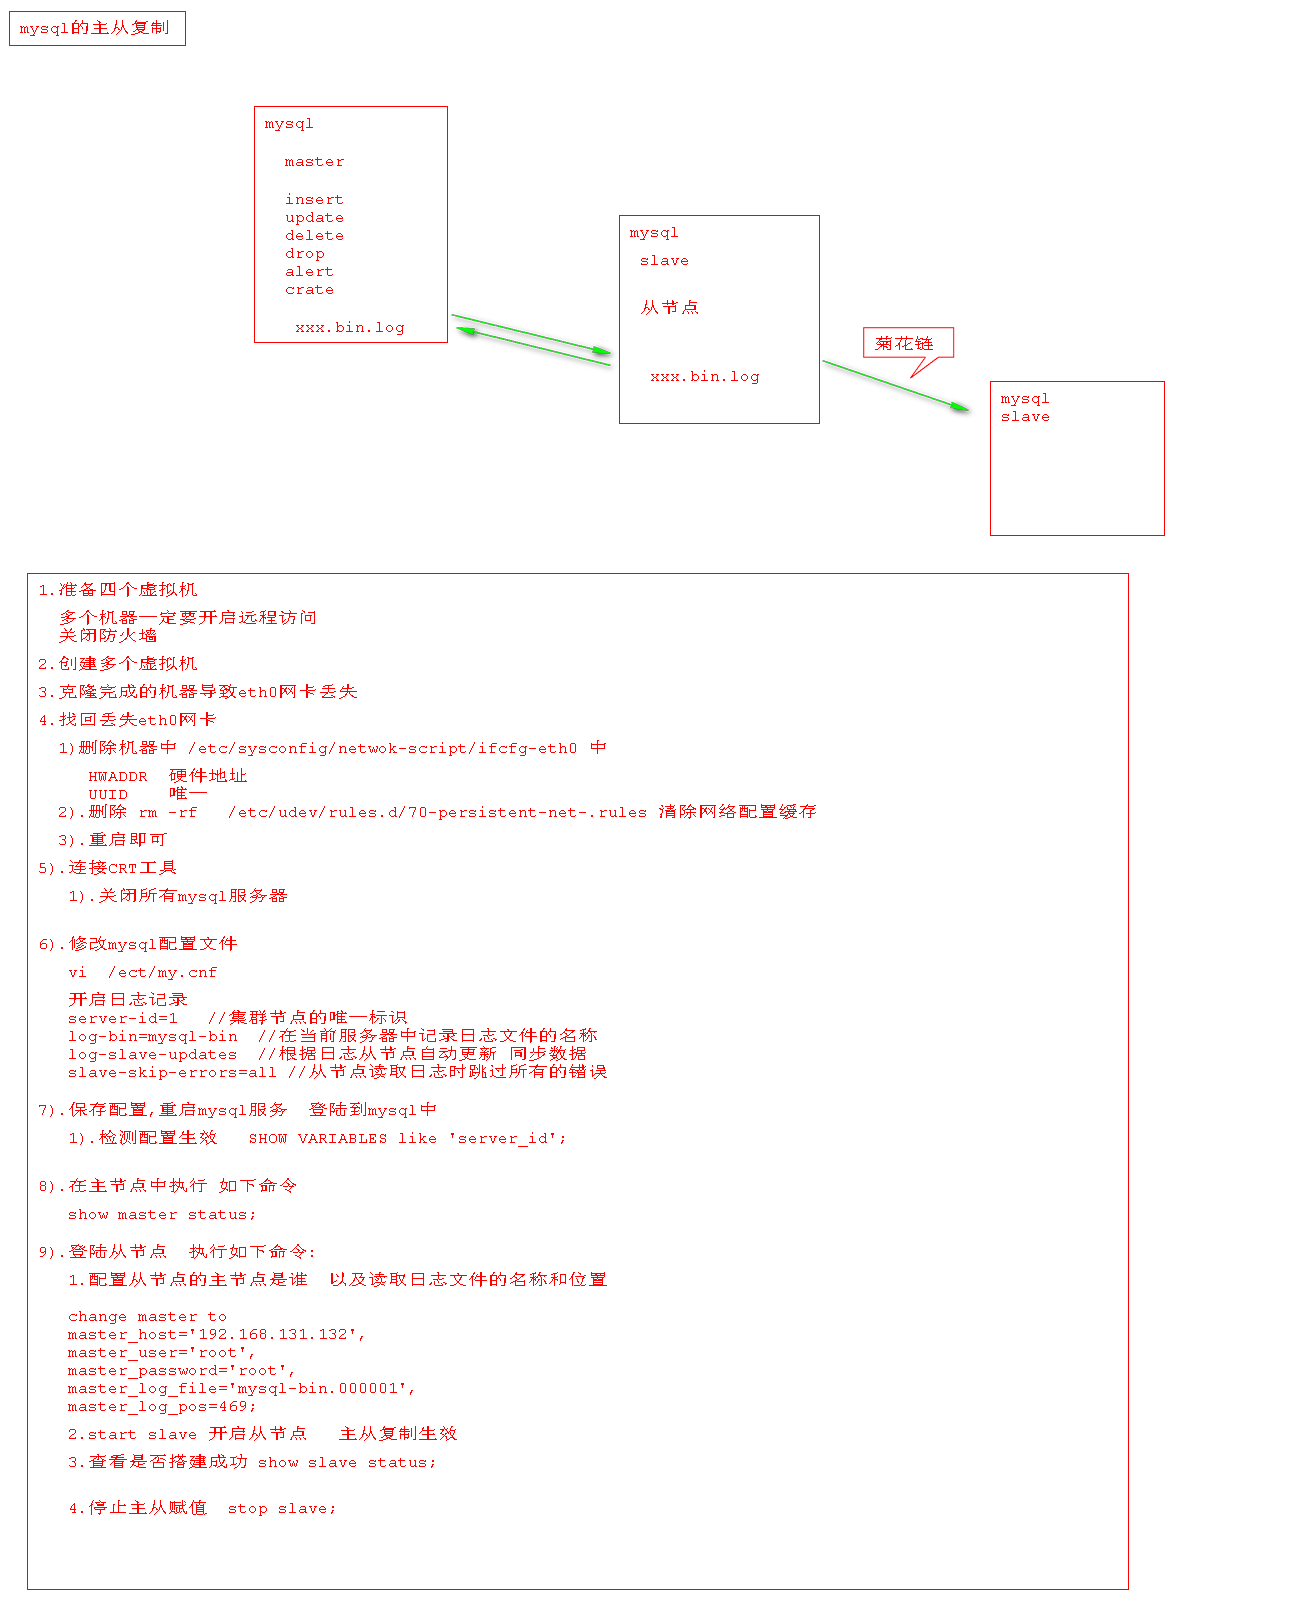 mysql的主从复制
mysql
master
insert
update
delete
drop
alert
crate
xxx.bin.log
mysql
slave
从节点
xxx.bin.log
菊花链
mysql
slave
1.准备四个虚拟机
多个机器一定要开启远程访问
关闭防火墙
2.创建多个虚拟机
3.克隆完成的机器导致eth0网卡丢失
4.找回丢失eth0网卡
1)删除机器中 /etc/sysconfig/netwok-script/ifcfg-eth0 中
HWADDR  硬件地址
UUID    唯一
2).删除 rm -rf   /etc/udev/rules.d/70-persistent-net-.rules 清除网络配置缓存
3).重启即可
5).连接CRT工具
1).关闭所有mysql服务器
6).修改mysql配置文件
vi  /ect/my.cnf
开启日志记录
server-id=1   //集群节点的唯一标识
log-bin=mysql-bin  //在当前服务器中记录日志文件的名称
log-slave-updates  //根据日志从节点自动更新 同步数据
slave-skip-errors=all //从节点读取日志时跳过所有的错误
7).保存配置,重启mysql服务  登陆到mysql中
1).检测配置生效   SHOW VARIABLES like 'server_id';
8).在主节点中执行 如下命令
show master status;
9).登陆从节点  执行如下命令:
1.配置从节点的主节点是谁  以及读取日志文件的名称和位置
change master to
master_host='192.168.131.132',
master_user='root',
master_password='root',
master_log_file='mysql-bin.000001',
master_log_pos=469;
2.start slave 开启从节点   主从复制生效
3.查看是否搭建成功 show slave status;
4.停止主从赋值  stop slave;